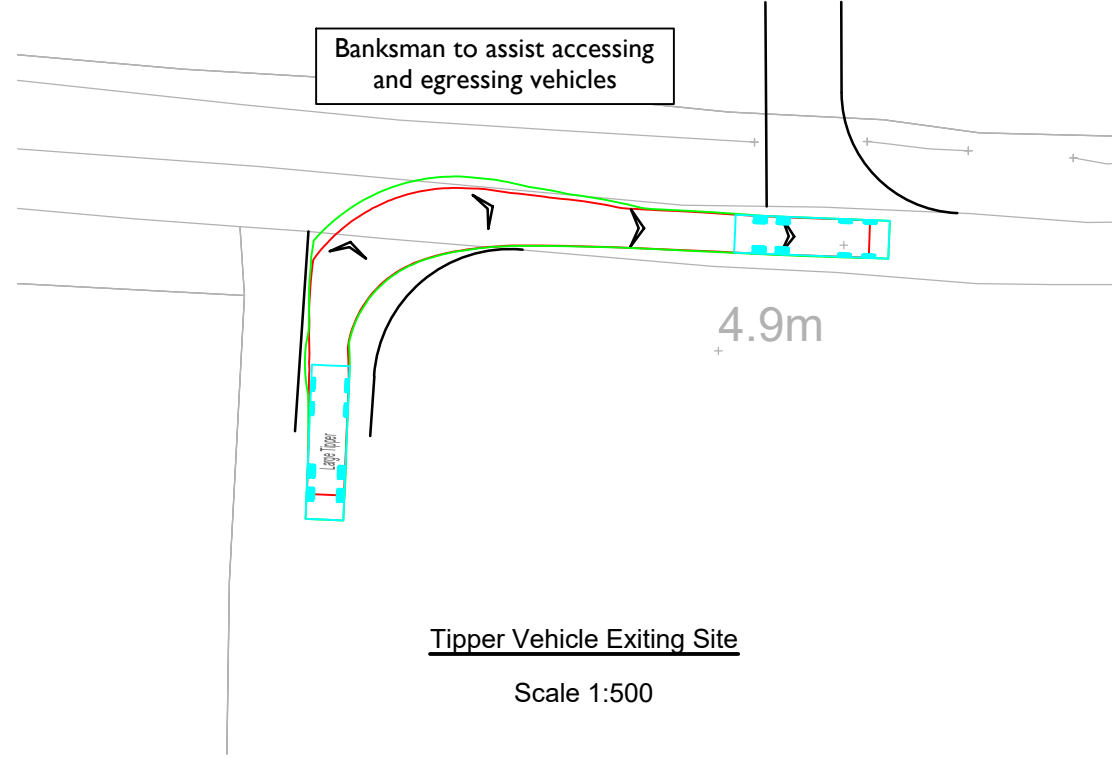 Banksman to assist accessing
and egressing vehicles
4.9m
Large Tipper
Tipper Vehicle Exiting Site
Scale 1:500